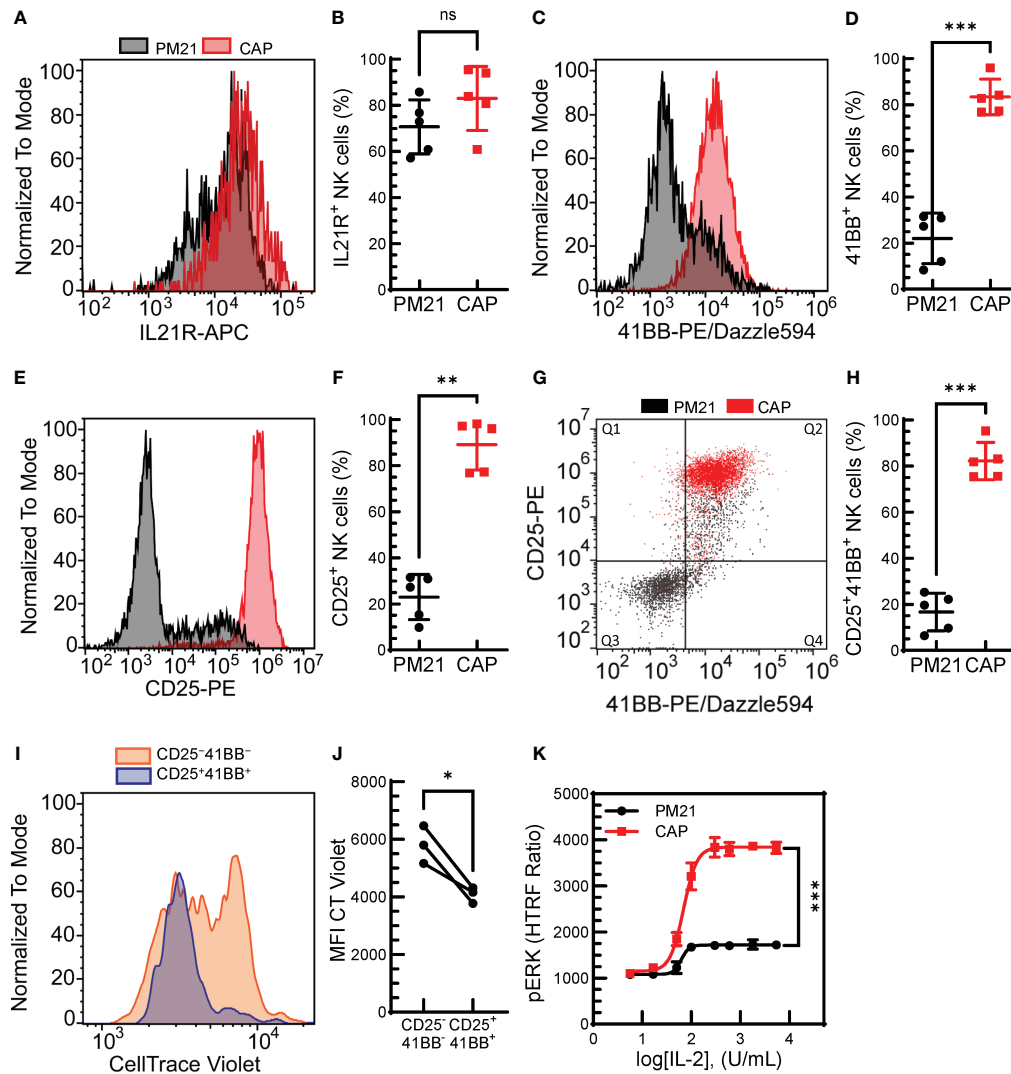 A
PM21 CAP
Normalized To Mode
100
80
60
40
20
0
10² 10³ 10⁴ 10⁵
IL21R-APC
B
ns
IL21R⁺ NK cells (%)
100
80
60
40
20
0
PM21 CAP
C
Normalized To Mode
100
80
60
40
20
0
10² 10³ 10⁴ 10⁵ 10⁶
41BB-PE/Dazzle594
D
***
41BB⁺ NK cells (%)
100
80
60
40
20
0
PM21 CAP
E
Normalized To Mode
100
80
60
40
20
0
10² 10³ 10⁴ 10⁵ 10⁶ 10⁷
CD25-PE
F
**
CD25⁺ NK cells (%)
100
80
60
40
20
0
PM21 CAP
G
PM21 CAP
Q1 Q2
CD25-PE
10⁷
10⁶
10⁵
10⁴
10³
10²
Q3 Q4
10² 10³ 10⁴ 10⁵ 10⁶
41BB-PE/Dazzle594
H
***
CD25⁺41BB⁺ NK cells (%)
100
80
60
40
20
0
PM21 CAP
I
CD25⁻41BB⁻
CD25⁺41BB⁺
Normalized To Mode
100
80
60
40
20
0
10³ 10⁴
CellTrace Violet
J
*
MFI CT Violet
8000
6000
4000
2000
0
CD25⁻ CD25⁺
41BB⁻ 41BB⁺
K
PM21
CAP
pERK (HTRF Ratio)
5000
4000
3000
2000
1000
0
***
0 1 2 3 4
log[IL-2], (U/mL)